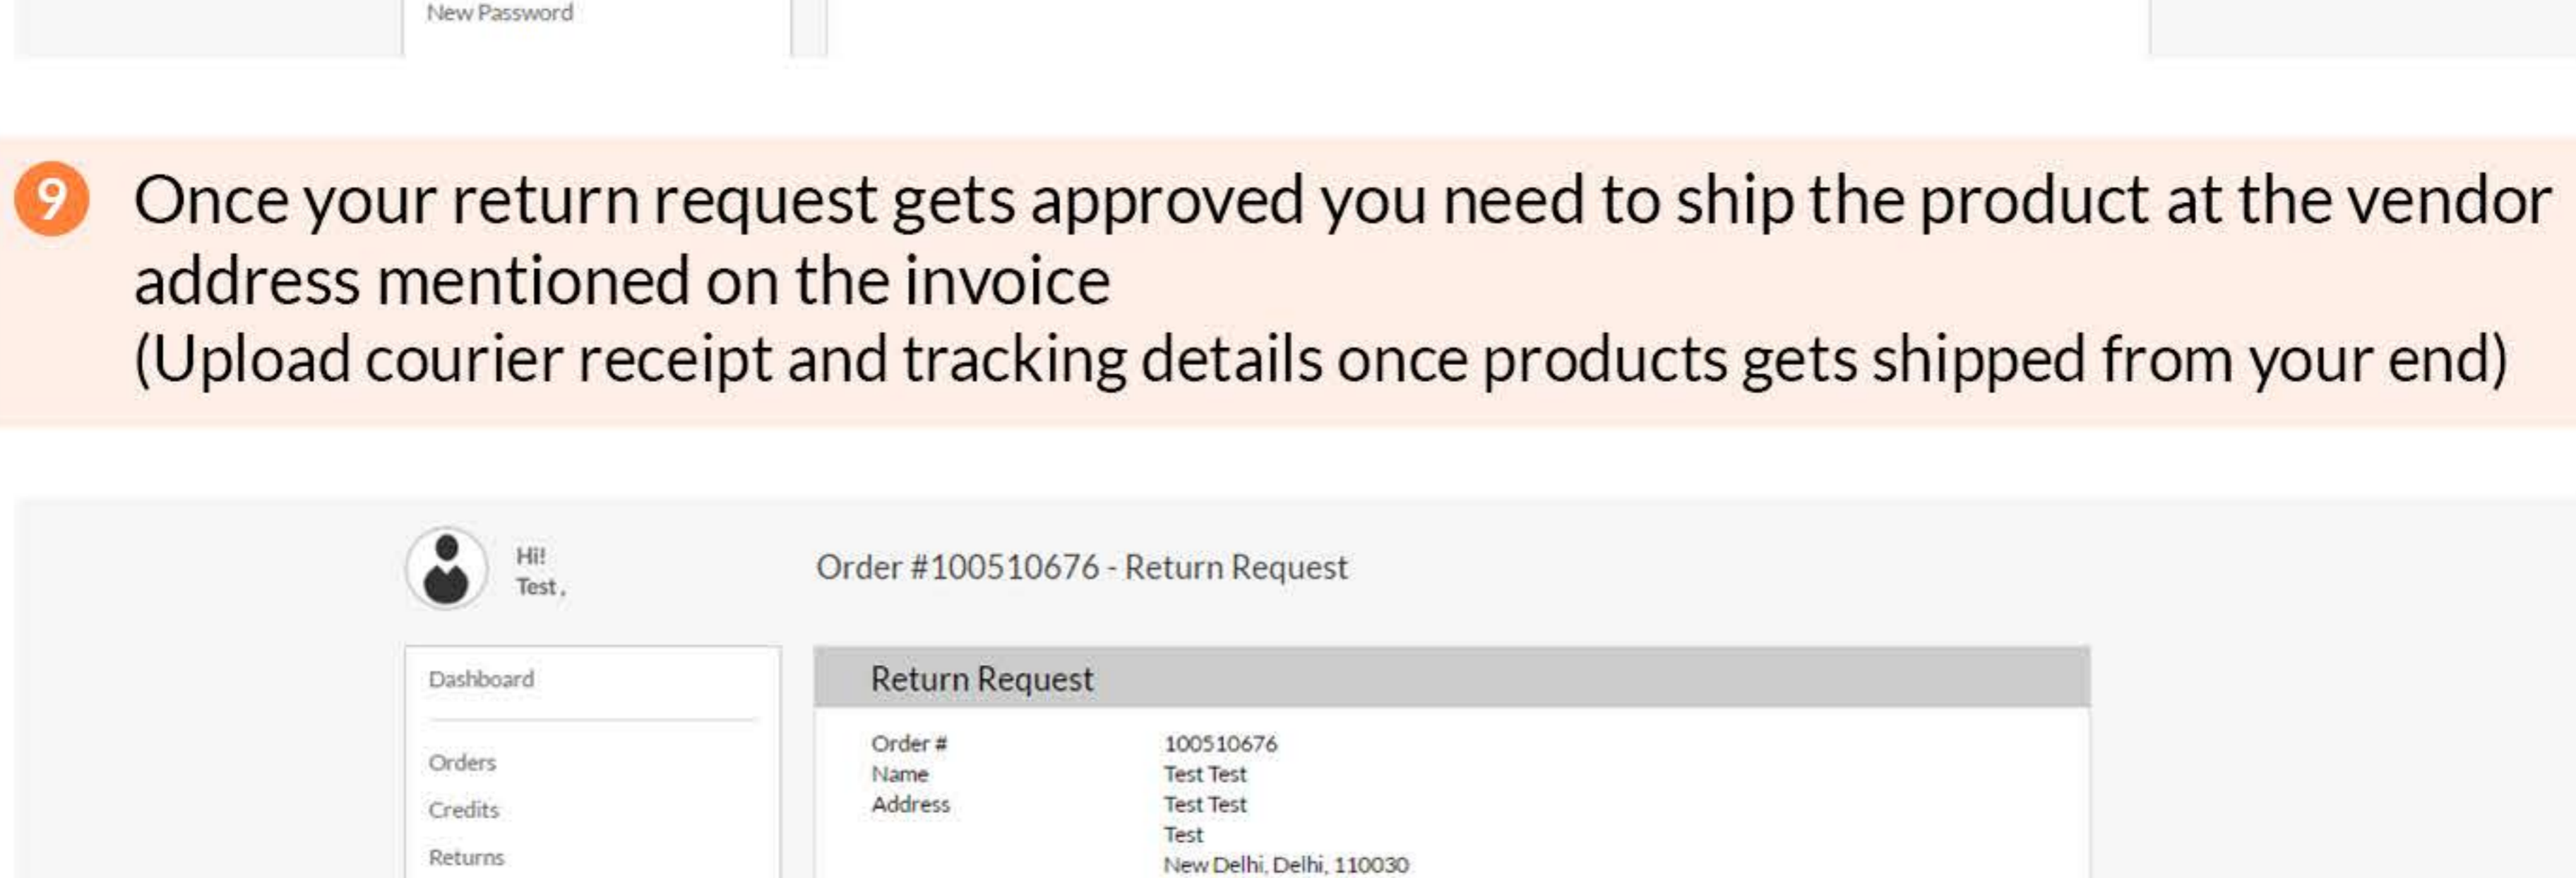 New Password
9 Once your return request gets approved you need to ship the product at the vendor
address mentioned on the invoice
(Upload courier receipt and tracking details once products gets shipped from your end)
Hi!
Test ,
Order #100510676 - Return Request
Dashboard
Orders
Credits
Returns
Return Request
Order # 100510676
Name Test Test
Address Test Test
Test
New Delhi, Delhi, 110030